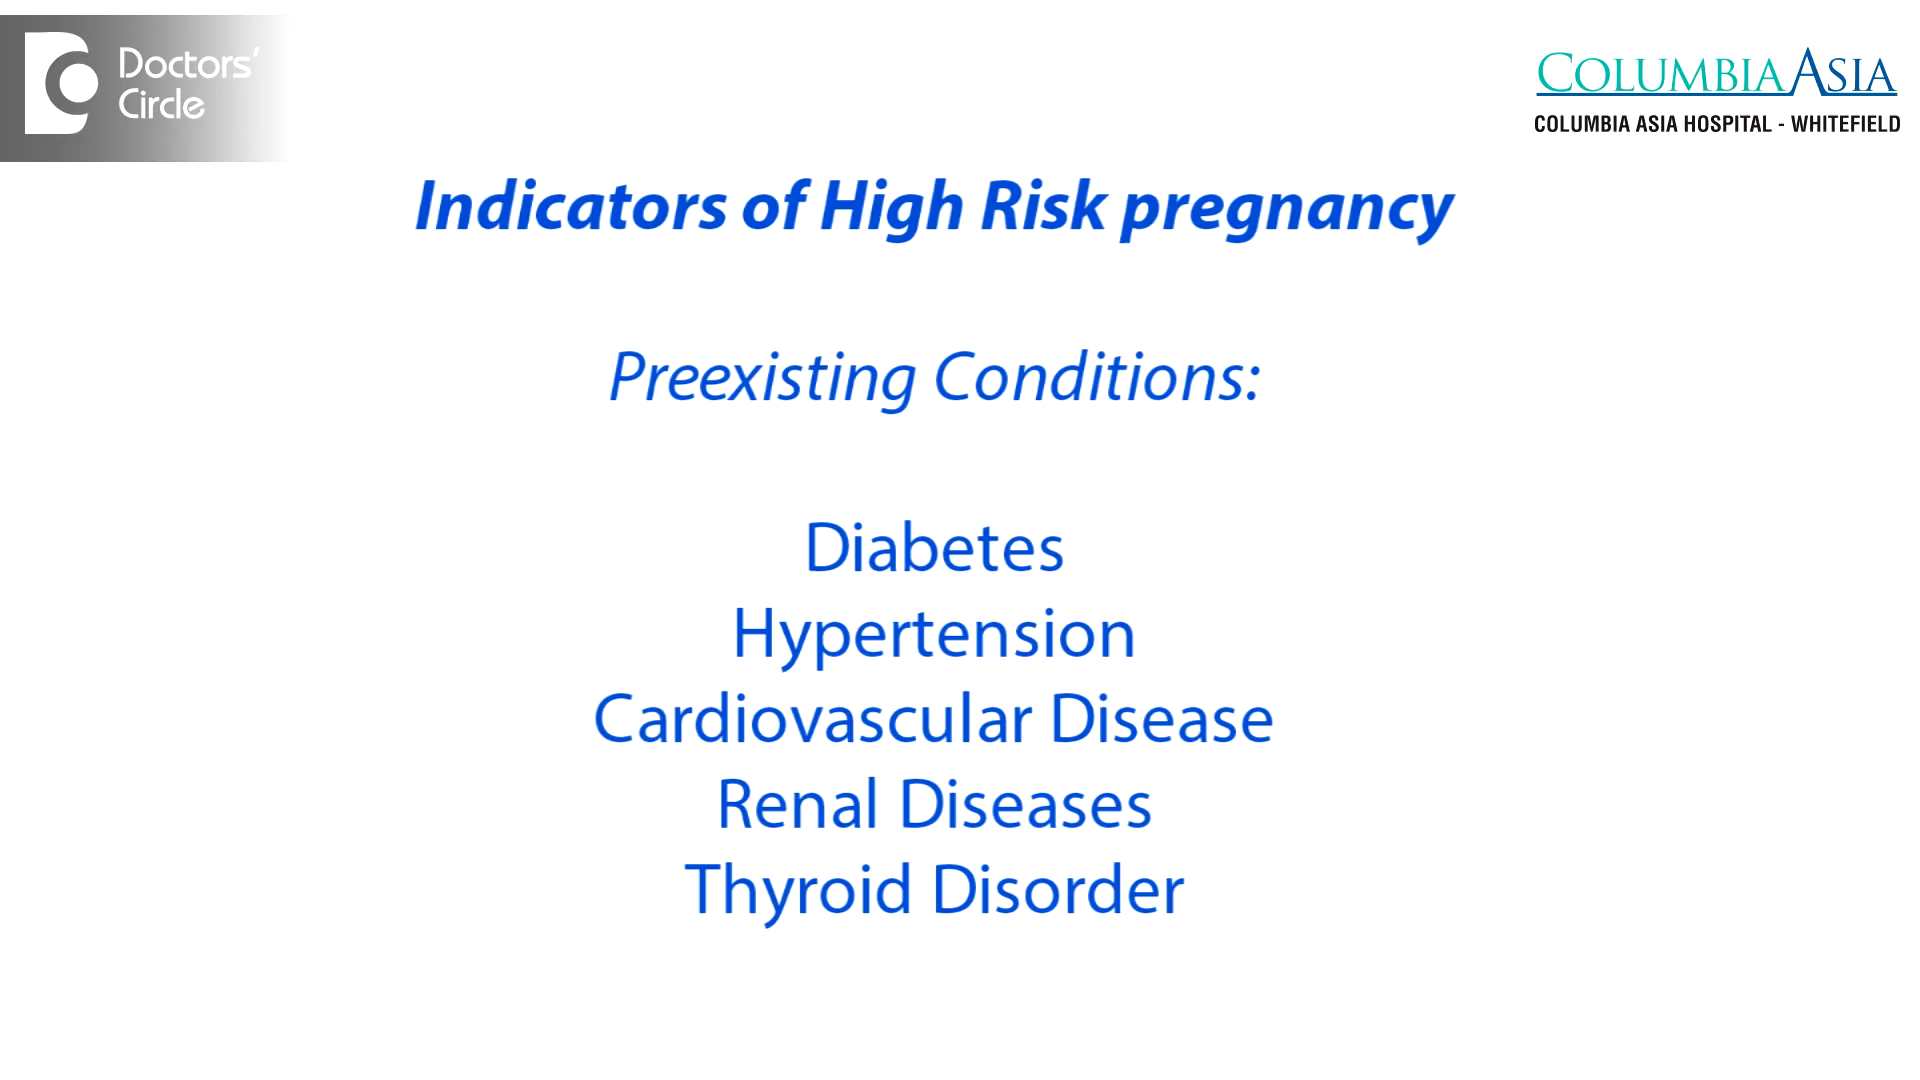 Doctors'
Circle
COLUMBIA ASIA
COLUMBIA ASIA HOSPITAL - WHITEFIELD
Indicators of High Risk pregnancy
Preexisting Conditions:
Diabetes
Hypertension
Cardiovascular Disease
Renal Diseases
Thyroid Disorder